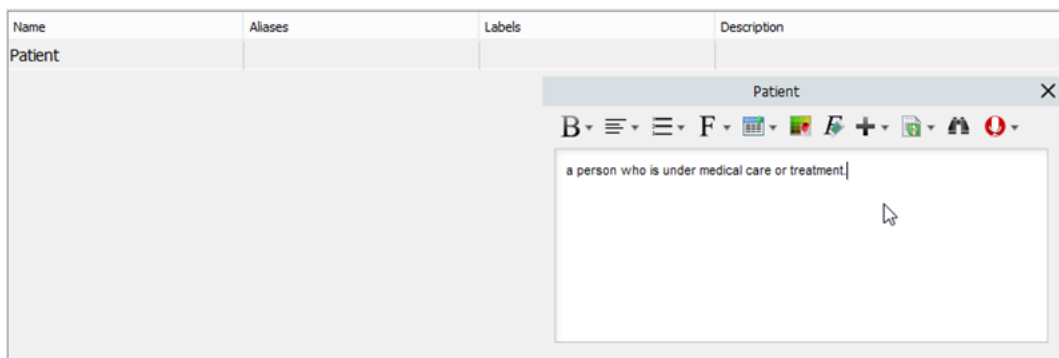 Name Aliases Labels Description
Patient
Patient
B F F
a person who is under medical care or treatment.